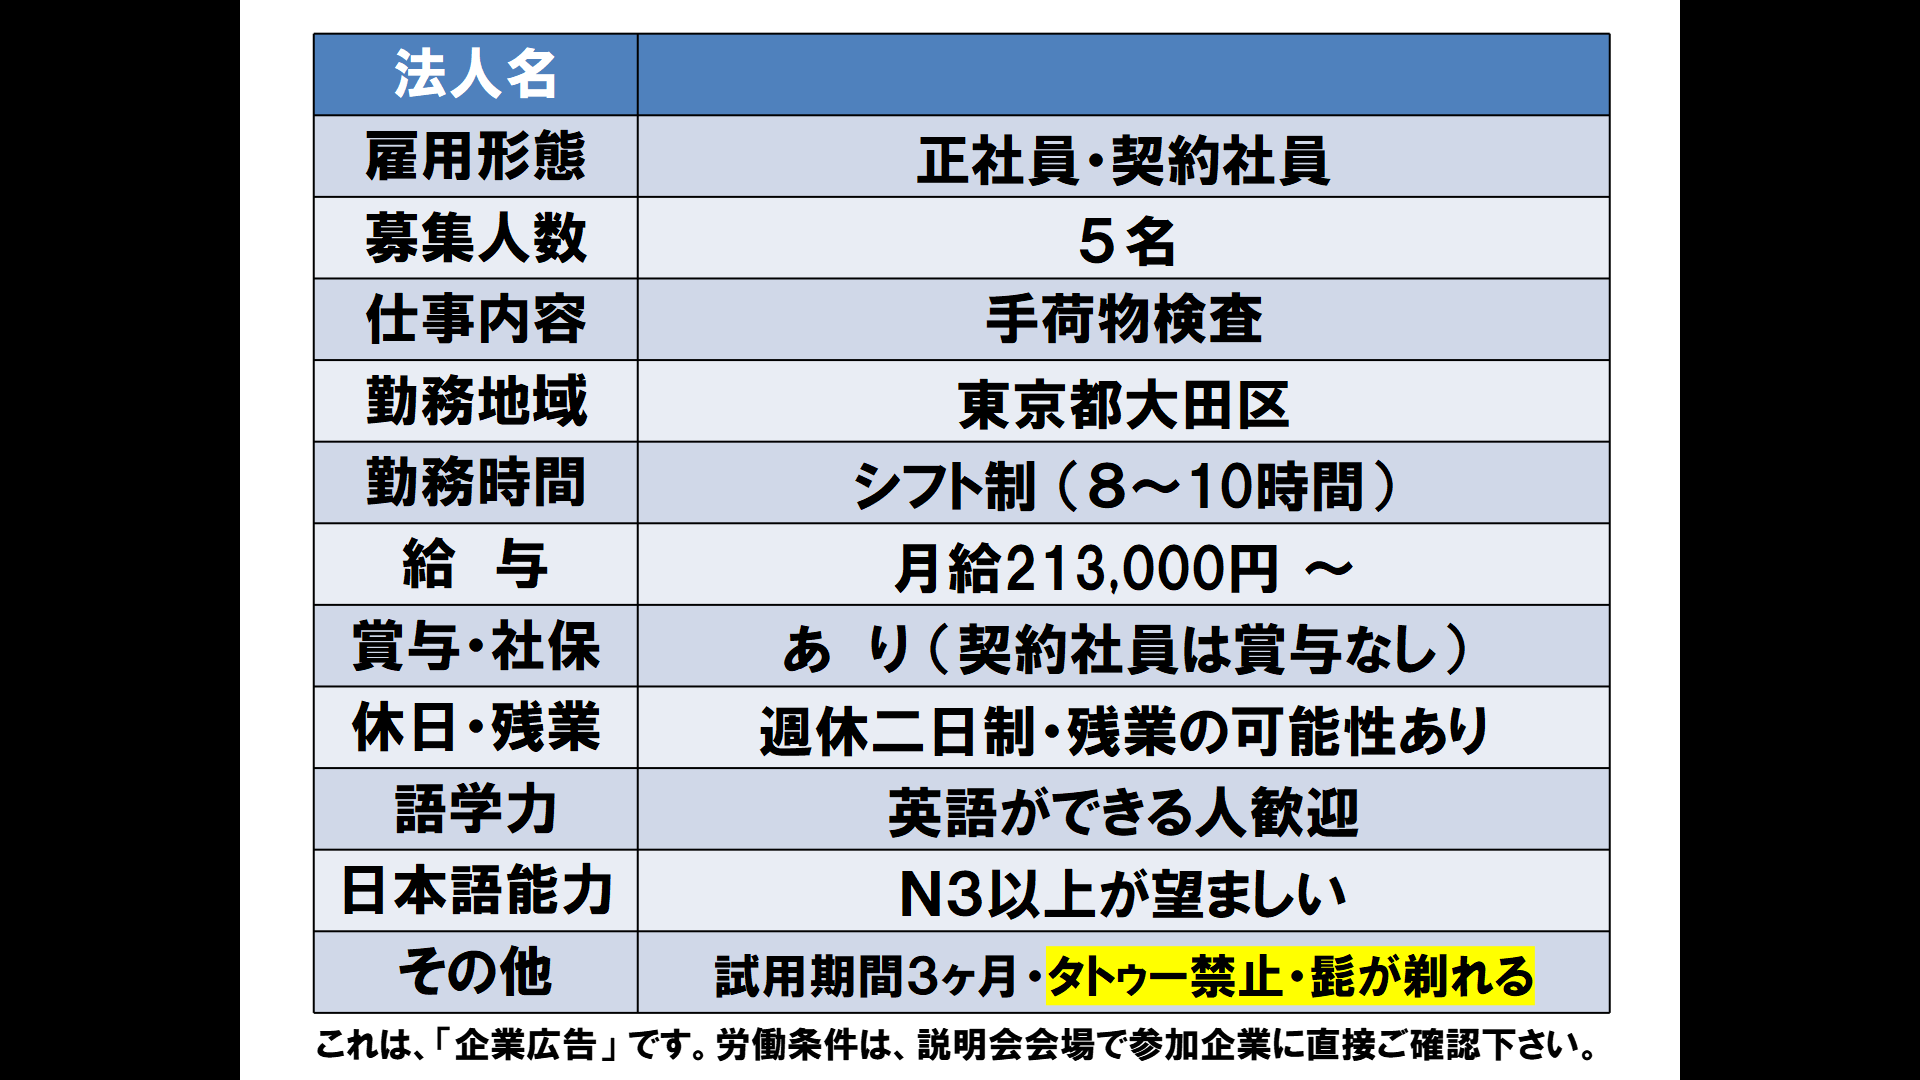 法人名
雇用形態 正社員・契約社員
募集人数 5名
仕事内容 手荷物検査
勤務地域 東京都大田区
勤務時間 シフト制（8～10時間）
給　与 月給213,000円 ～
賞与・社保 あ　り（契約社員は賞与なし）
休日・残業 週休二日制・残業の可能性あり
語学力 英語ができる人歓迎
日本語能力 N3以上が望ましい
その他 試用期間3ヶ月・タトゥー禁止・髭が剃れる
これは、「企業広告」です。労働条件は、説明会会場で参加企業に直接ご確認下さい。